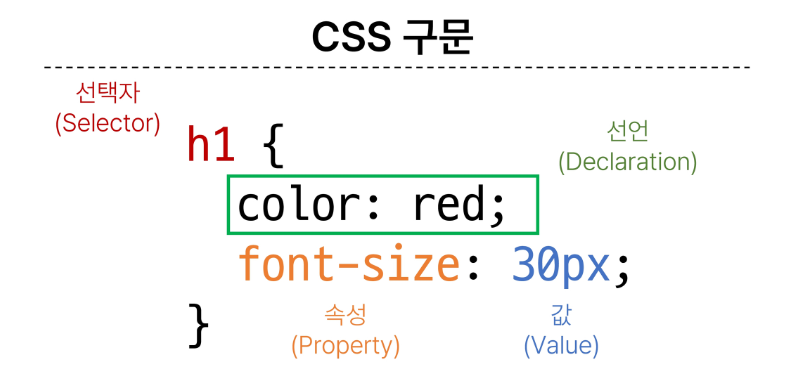 CSS 구문
선택자
(Selector)
h1 {
선언
(Declaration)
color: red;
font-size: 30px;
}
속성
(Property)
값
(Value)